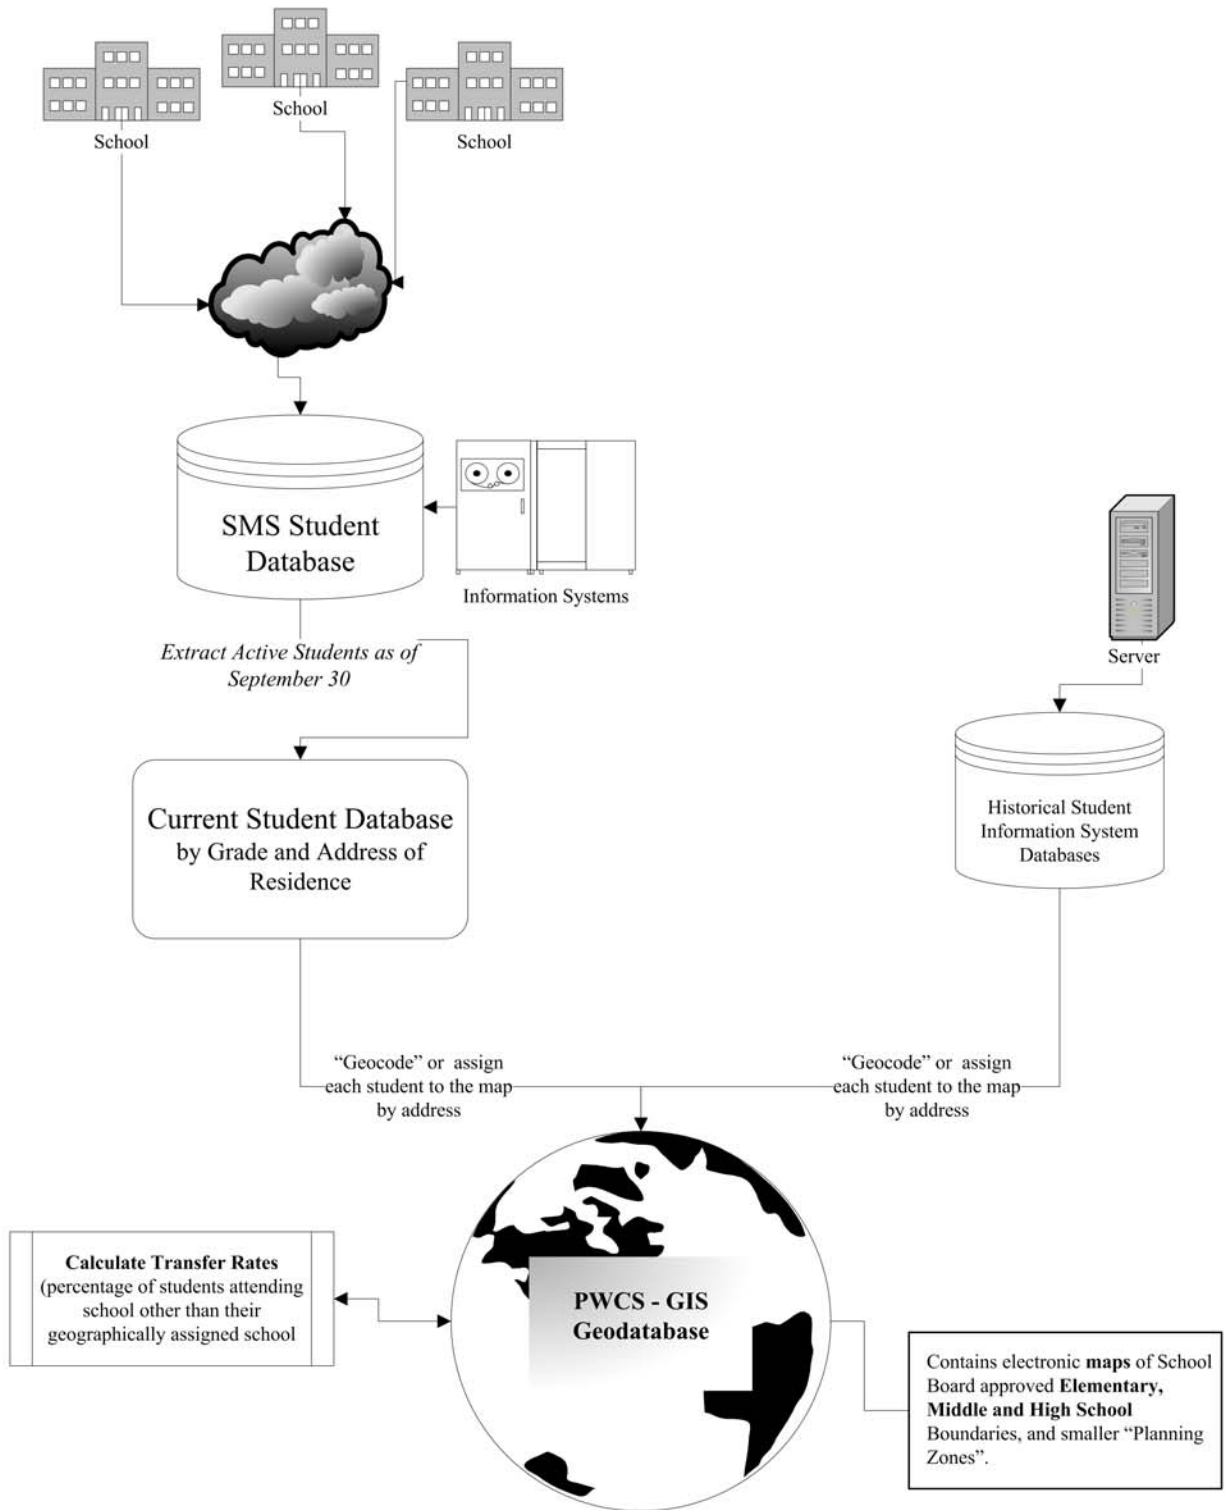 School
School
School
SMS Student
Database
Information Systems
Extract Active Students as of
September 30
Server
Current Student Database
by Grade and Address of
Residence
Historical Student
Information System
Databases
“Geocode” or assign
each student to the map
by address
“Geocode” or assign
each student to the map
by address
Calculate Transfer Rates
(percentage of students attending
school other than their
geographically assigned school
PWCS - GIS
Geodatabase
Contains electronic maps of School
Board approved Elementary,
Middle and High School
Boundaries, and smaller “Planning
Zones”.